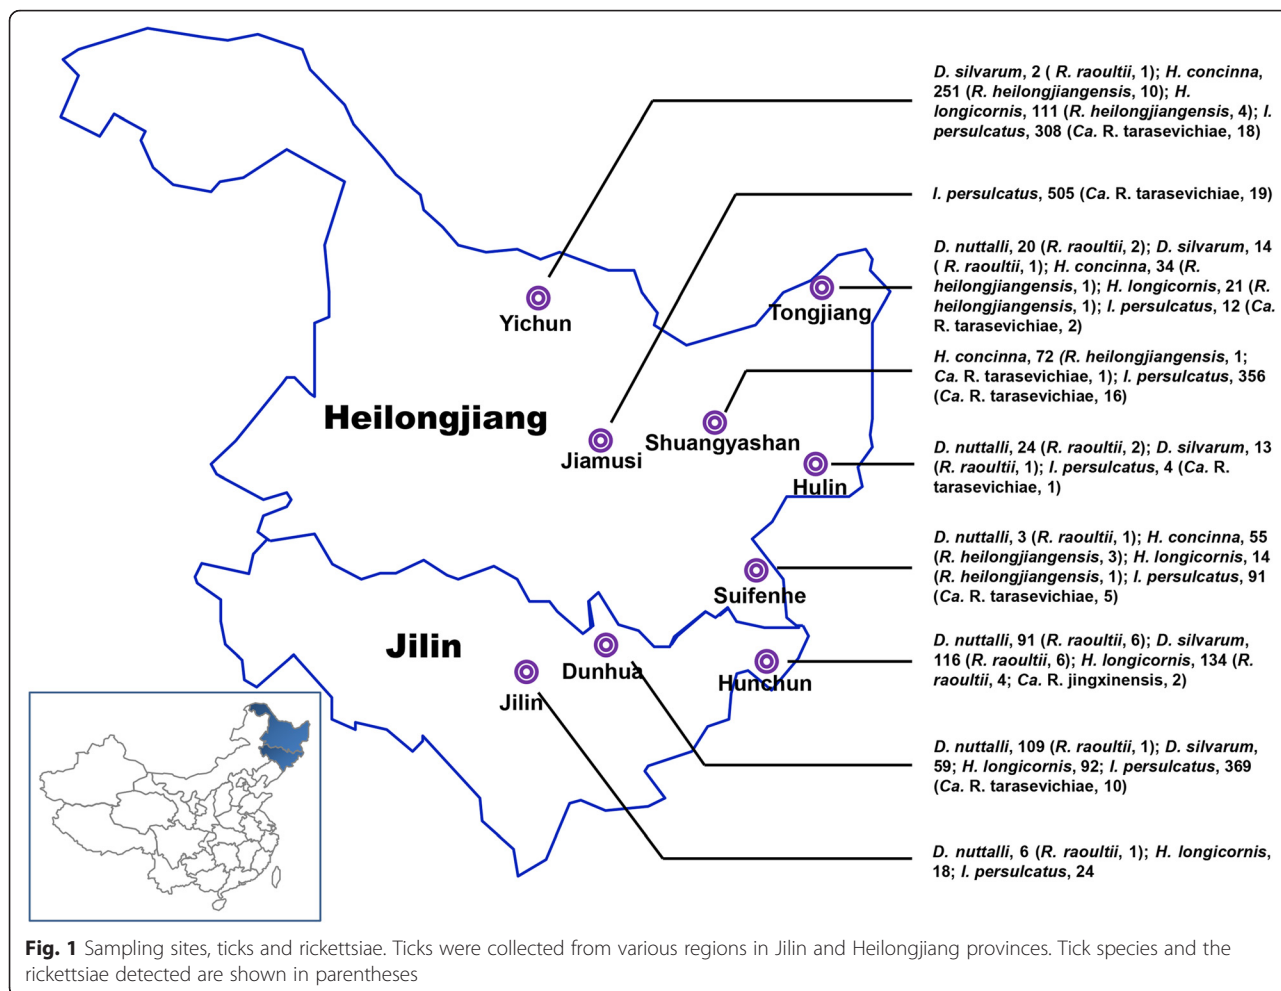 D. silvarum, 2 ( R. raoultii, 1); H. concinna,
251 (R. heilongjiangensis, 10); H.
longicornis, 111 (R. heilongjiangensis, 4); I.
persulcatus, 308 (Ca. R. tarasevichiae, 18)
I. persulcatus, 505 (Ca. R. tarasevichiae, 19)
D. nuttalli, 20 (R. raoultii, 2); D. silvarum, 14
( R. raoultii, 1); H. concinna, 34 (R.
heilongjiangensis, 1); H. longicornis, 21 (R.
heilongjiangensis, 1); I. persulcatus, 12 (Ca.
R. tarasevichiae, 2)
Tongjiang
Yichun
H. concinna, 72 (R. heilongjiangensis, 1;
Ca. R. tarasevichiae, 1); I. persulcatus, 356
(Ca. R. tarasevichiae, 16)
Heilongjiang
Shuangyashan
Jiamusi
D. nuttalli, 24 (R. raoultii, 2); D. silvarum, 13
(R. raoultii, 1); I. persulcatus, 4 (Ca. R.
tarasevichiae, 1)
Hulin
D. nuttalli, 3 (R. raoultii, 1); H. concinna, 55
(R. heilongjiangensis, 3); H. longicornis, 14
(R. heilongjiangensis, 1); I. persulcatus, 91
(Ca. R. tarasevichiae, 5)
Suifenhe
Jilin
Dunhua
Hunchun
Jilin
D. nuttalli, 91 (R. raoultii, 6); D. silvarum,
116 (R. raoultii, 6); H. longicornis, 134 (R.
raoultii, 4; Ca. R. jingxinensis, 2)
D. nuttalli, 109 (R. raoultii, 1); D. silvarum,
59; H. longicornis, 92; I. persulcatus, 369
(Ca. R. tarasevichiae, 10)
D. nuttalli, 6 (R. raoultii, 1); H. longicornis,
18; I. persulcatus, 24
Fig. 1 Sampling sites, ticks and rickettsiae. Ticks were collected from various regions in Jilin and Heilongjiang provinces. Tick species and the
rickettsiae detected are shown in parentheses